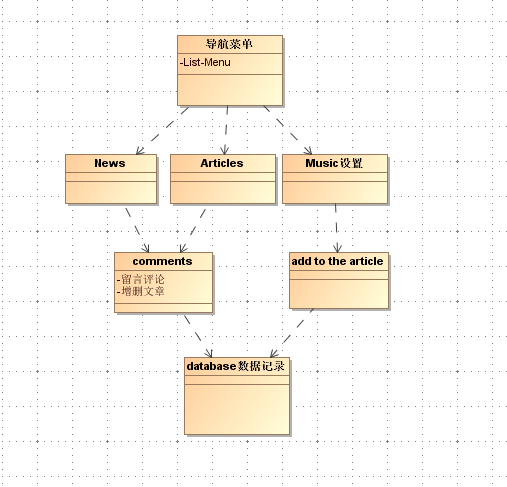 导航菜单
-List-Menu
News
Articles
Music设置
comments
-留言评论
-增删文章
add to the article
database数据记录